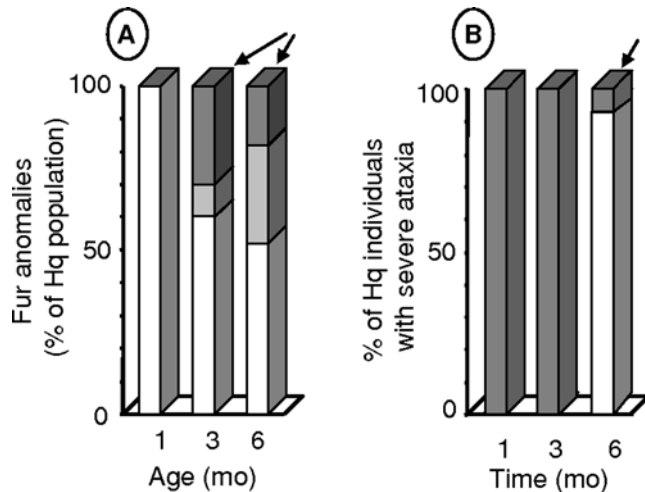 A
100
50
0
Fur anomalies
(% of Hq population)
1 3 6
Age (mo)
B
100
50
0
% of Hq individuals
with severe ataxia
1 3 6
Time (mo)